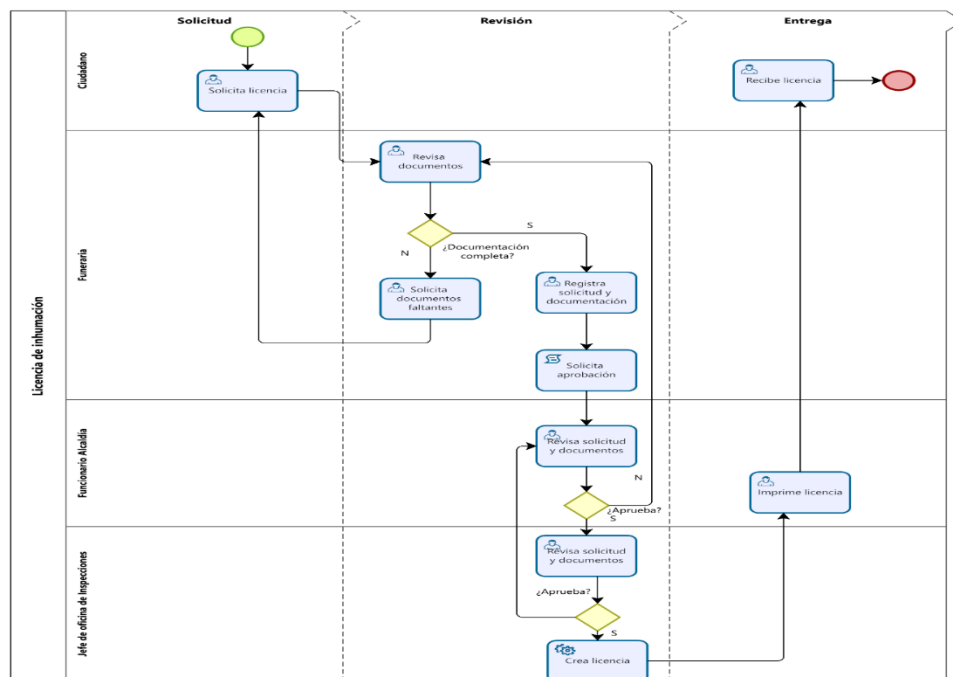 Solicitud
Revisión
Entrega
Licencia de inhumación
Ciudadano
Solicita licencia
Recibe licencia
Funeraria
Revisa
documentos
S
N
¿Documentación
completa?
Solicita
documentos
faltantes
Registra
solicitud y
documentación
Solicita
aprobación
Funcionario Alcaldía
Revisa solicitud
y documentos
N
¿Aprueba?
S
Imprime licencia
Jefe de oficina de Inspecciones
Revisa solicitud
y documentos
¿Aprueba?
S
Crea licencia